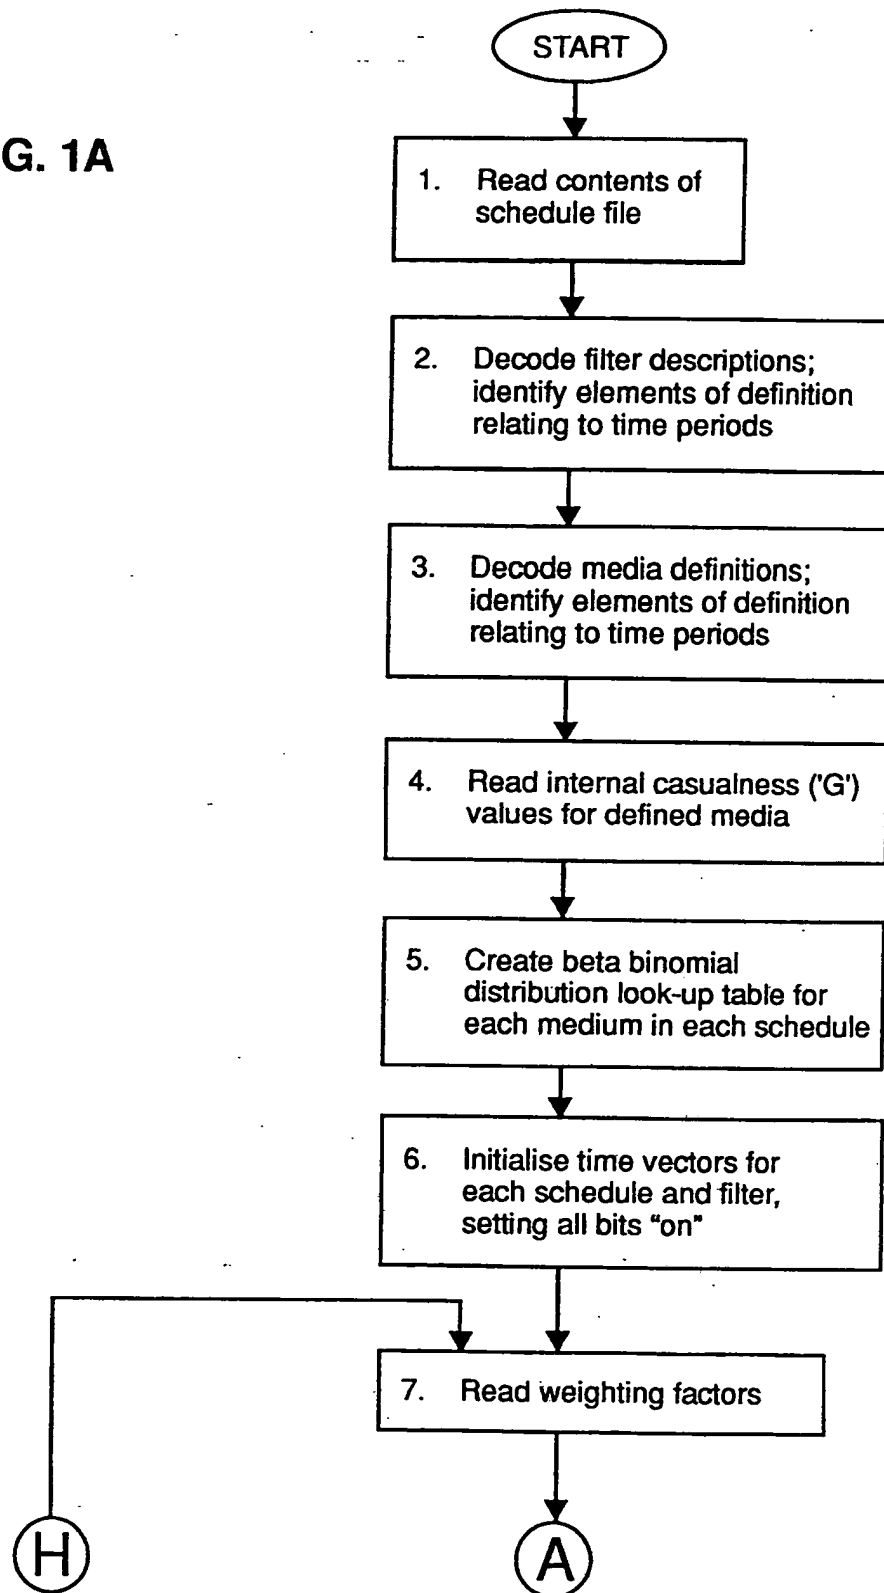 START
G. 1A
1. Read contents of
schedule file
2. Decode filter descriptions;
identify elements of definition
relating to time periods
3. Decode media definitions;
identify elements of definition
relating to time periods
4. Read internal casualness ('G')
values for defined media
5. Create beta binomial
distribution look-up table for
each medium in each schedule
6. Initialise time vectors for
each schedule and filter,
setting all bits "on"
7. Read weighting factors
H
A